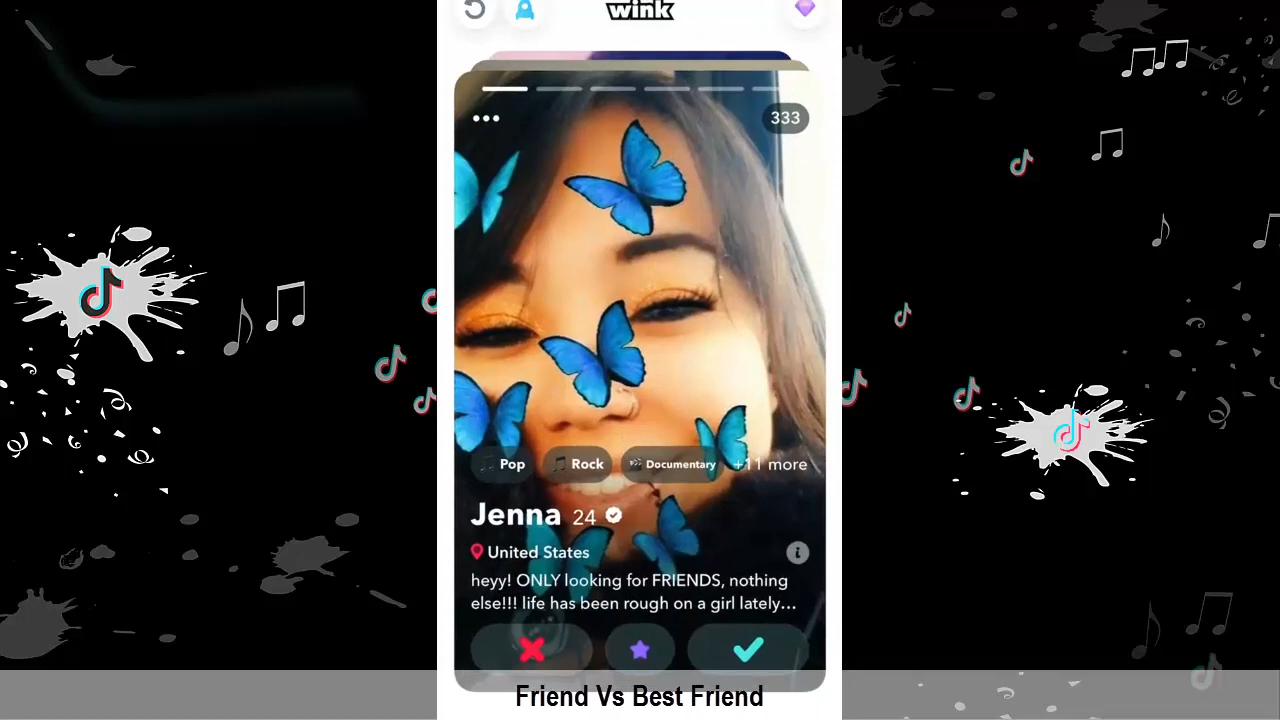 wink
333
Pop Rock Documentary +11 more
Jenna 24
United States
heyy! ONLY looking for FRIENDS, nothing
else!!! life has been rough on a girl lately...
Friend Vs Best Friend